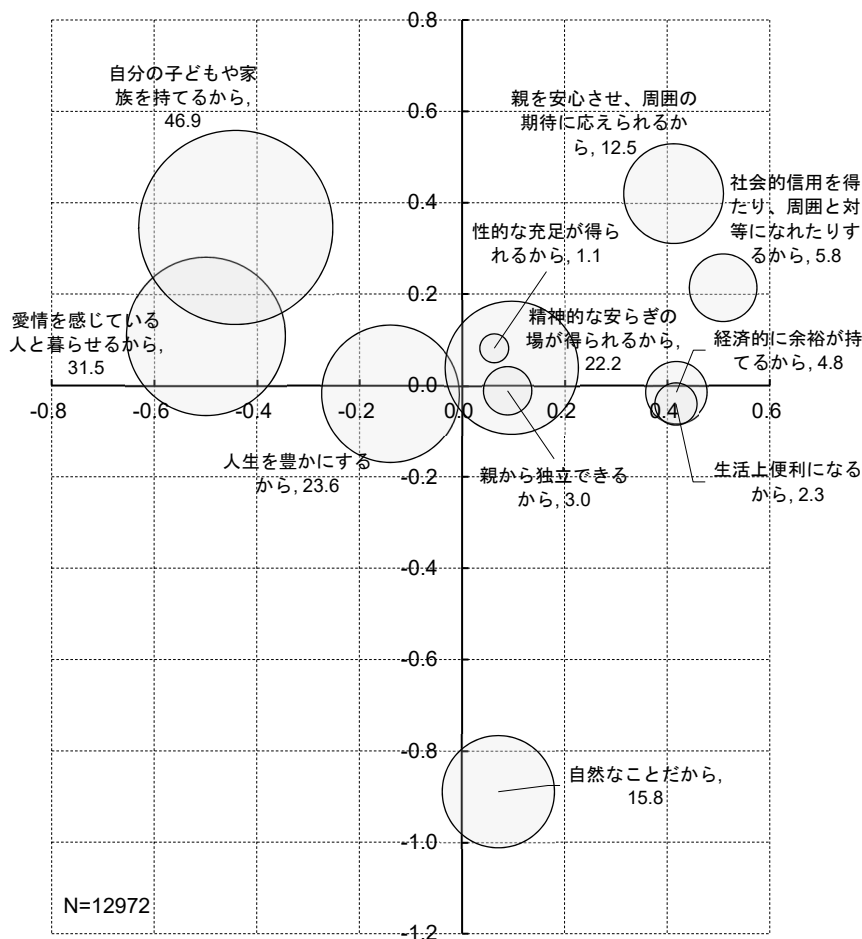 0.8
0.6
0.4
0.2
0.0
-0.2
-0.4
-0.6
-0.8
-1.0
-1.2
-0.8
-0.6
-0.4
-0.2
0.0
0.2
0.4
0.6
自分の子どもや家
族を持てるから,
46.9
親を安心させ、周囲の
期待に応えられるか
ら, 12.5
社会的信用を得
たり、周囲と対
等になれたりす
るから, 5.8
性的な充足が得ら
れるから, 1.1
愛情を感じている
人と暮らせるから,
31.5
精神的な安らぎの
場が得られるから,
22.2
経済的に余裕が持
てるから, 4.8
人生を豊かにする
から, 23.6
親から独立できる
から, 3.0
生活上便利になる
から, 2.3
自然なことだから,
15.8
N=12972